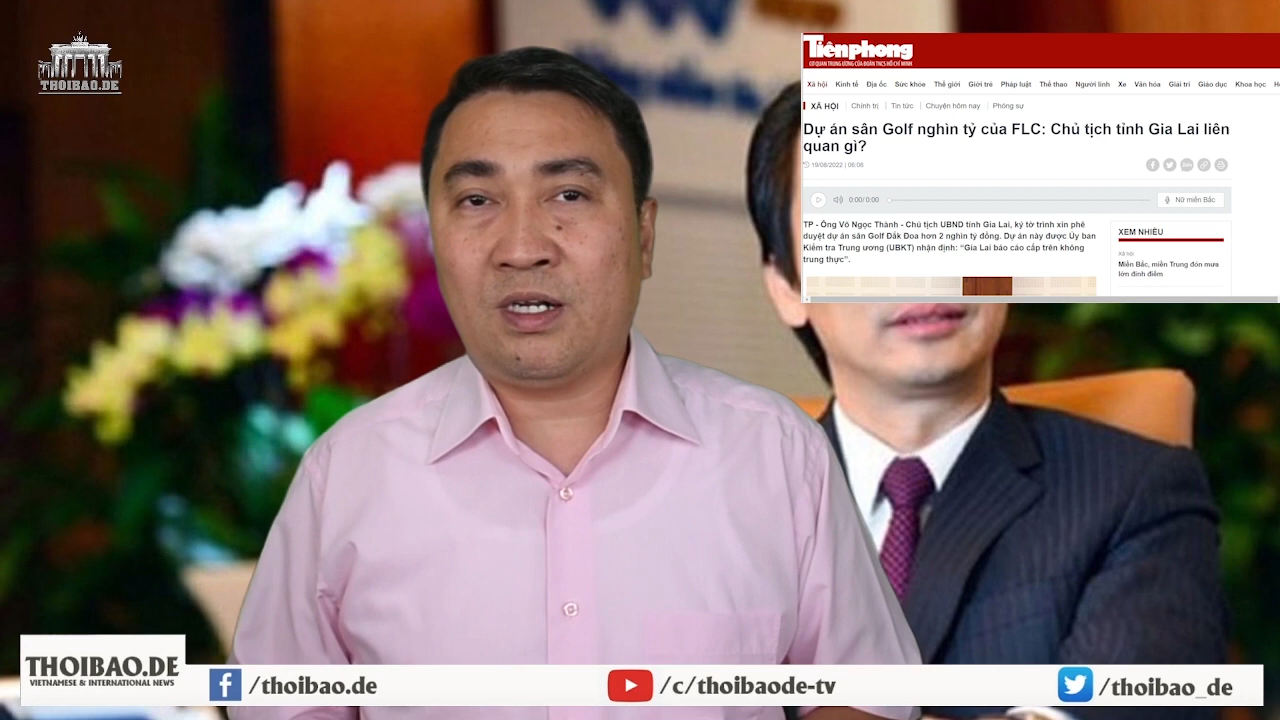 THOIBAO.DE
Tiênphong
CƠ QUAN TRUNG ƯƠNG CỦA ĐOÀN TNCS HỒ CHÍ MINH
Xã hội Kinh tế Địa ốc Sức khỏe Thế giới Giới trẻ Pháp luật Thể thao Người lính Xe Văn hóa Giải trí Giáo dục Khoa học
XÃ HỘI Chính trị Tin tức Chuyện hôm nay Phóng sự
Dự án sân Golf nghìn tỷ của FLC: Chủ tịch tỉnh Gia Lai liên
quan gì?
19/08/2022 | 06:06
0:00/ 0:00 Nữ miền Bắc
TP - Ông Võ Ngọc Thành - Chủ tịch UBND tỉnh Gia Lai, ký tờ trình xin phê
duyệt dự án sân Golf Đắk Đoa hơn 2 nghìn tỷ đồng. Dự án này được Ủy ban
Kiểm tra Trung ương (UBKT) nhận định: “Gia Lai báo cáo cấp trên không
trung thực”.
XEM NHIỀU
Xã hội
Miền Bắc, miền Trung đón mưa
lớn đỉnh điểm
THOIBAO.DE
VIETNAMESE & INTERNATIONAL NEWS
/thoibao.de
/c/thoibaode-tv
/thoibao_de